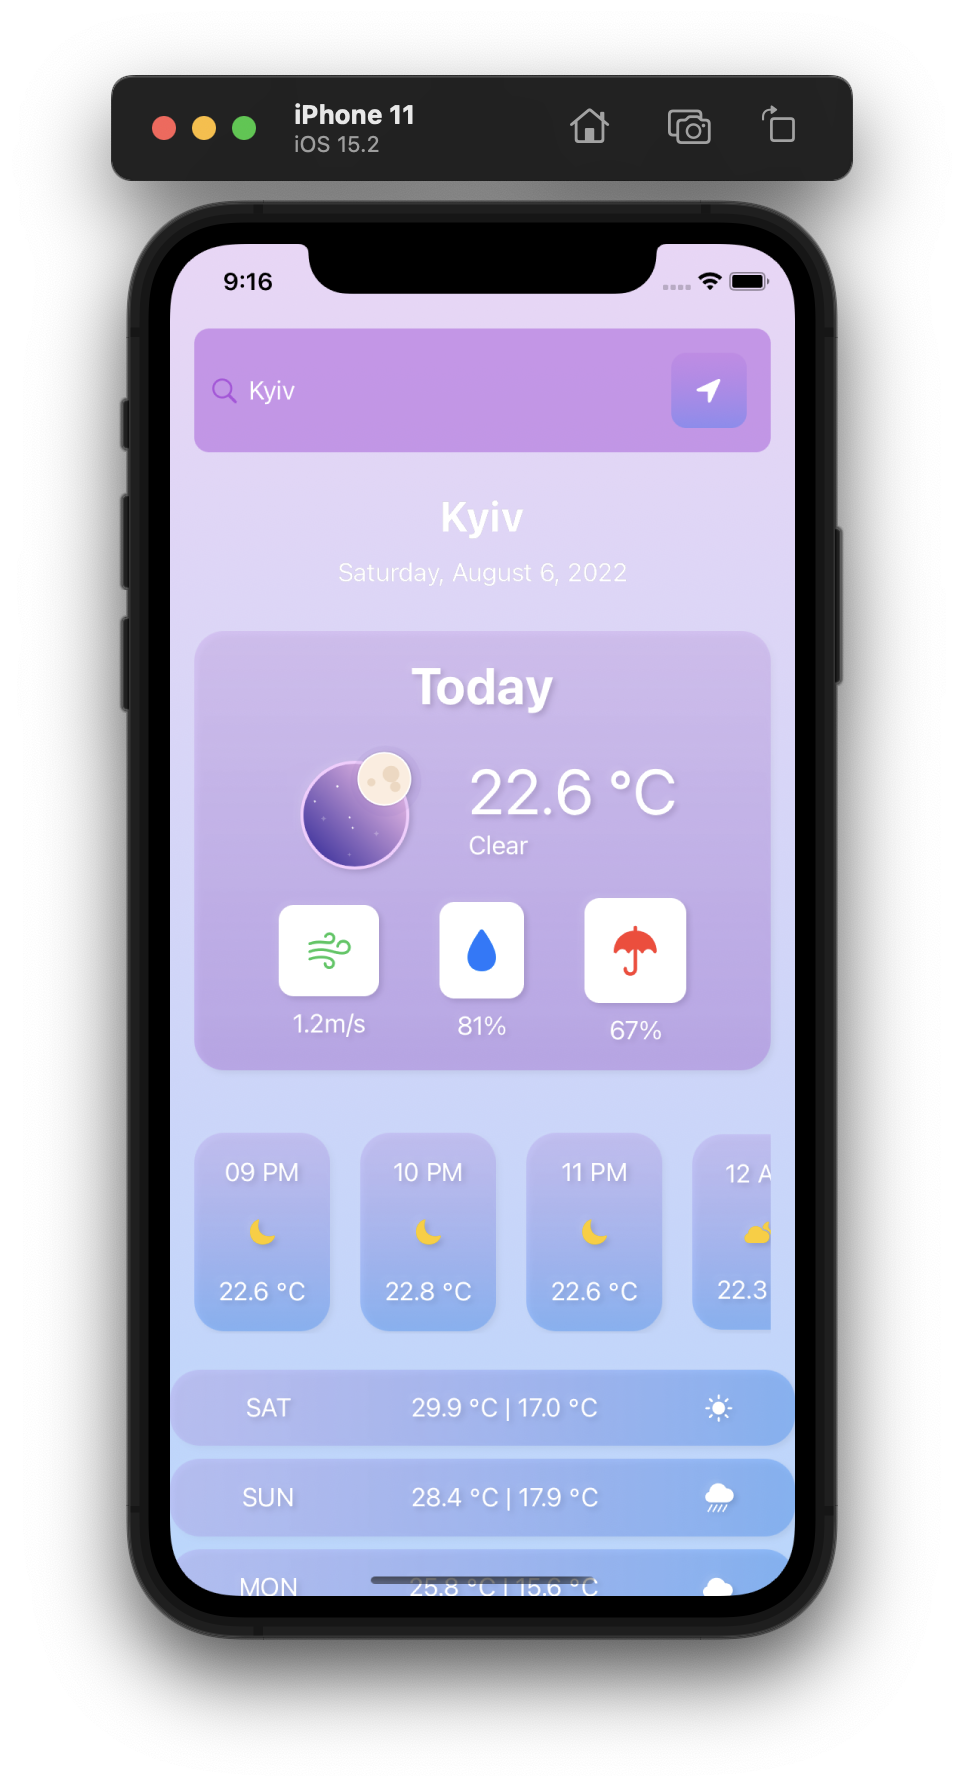 iPhone 11
iOS 15.2
9:16
Kyiv
Kyiv
Saturday, August 6, 2022
Today
22.6 °C
Clear
1.2m/s 81% 67%
09 PM 10 PM 11 PM 12 A
22.6 °C 22.8 °C 22.6 °C 22.3
SAT 29.9 °C | 17.0 °C
SUN 28.4 °C | 17.9 °C
MON 25.8 °C | 15.6 °C